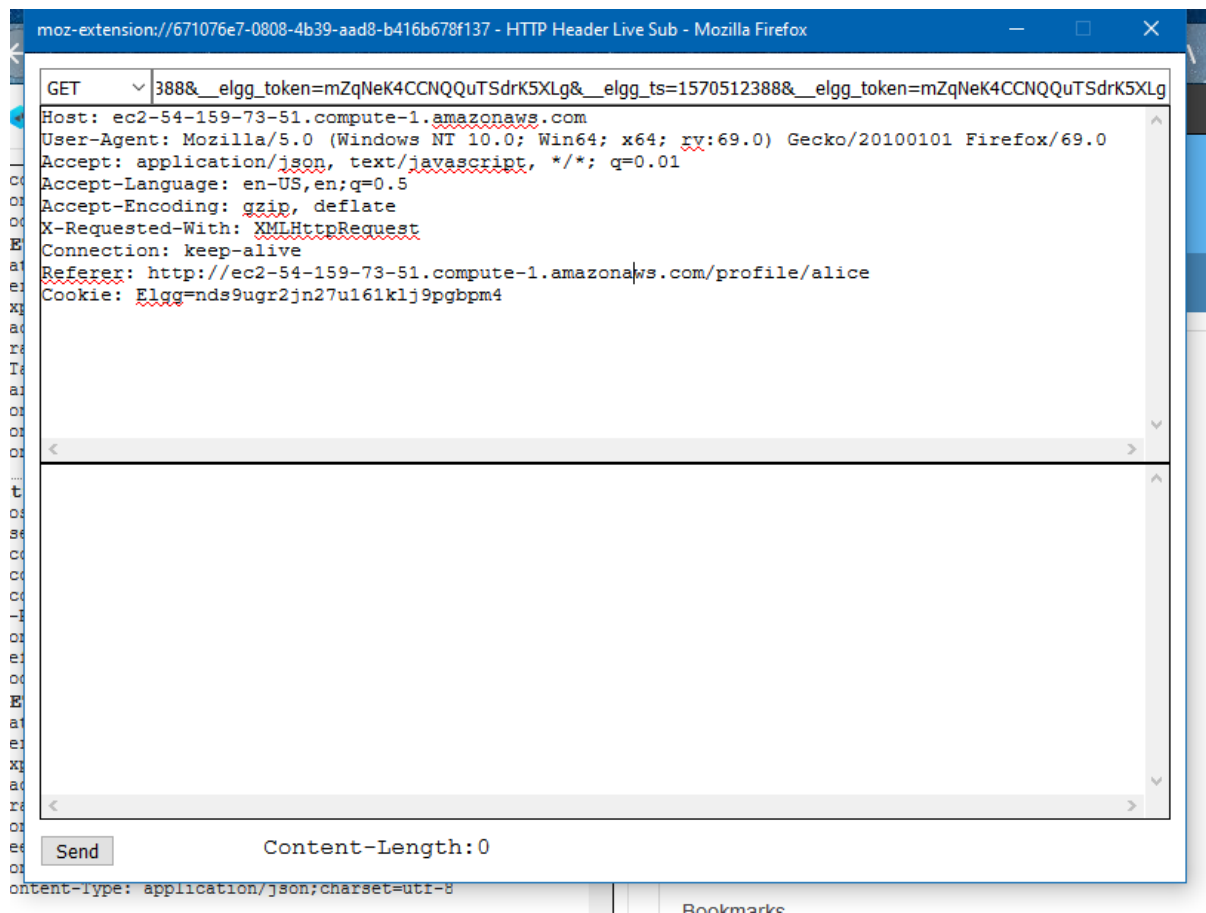 moz-extension://671076e7-0808-4b39-aad8-b416b678f137 - HTTP Header Live Sub - Mozilla Firefox
GET 388&__elgg_token=mZqNeK4CCNQQuTSdrK5XLg&__elgg_ts=1570512388&__elgg_token=mZqNeK4CCNQQuTSdrK5XLg
Host: ec2-54-159-73-51.compute-1.amazonaws.com
User-Agent: Mozilla/5.0 (Windows NT 10.0; Win64; x64; rv:69.0) Gecko/20100101 Firefox/69.0
Accept: application/json, text/javascript, */*; q=0.01
Accept-Language: en-US,en;q=0.5
Accept-Encoding: gzip, deflate
X-Requested-With: XMLHttpRequest
Connection: keep-alive
Referer: http://ec2-54-159-73-51.compute-1.amazonaws.com/profile/alice
Cookie: Elgg=nds9ugr2jn27u161klj9pgbpm4
Send Content-Length:0
ontent-Type: application/json;charset=utf-8
Bookmarks